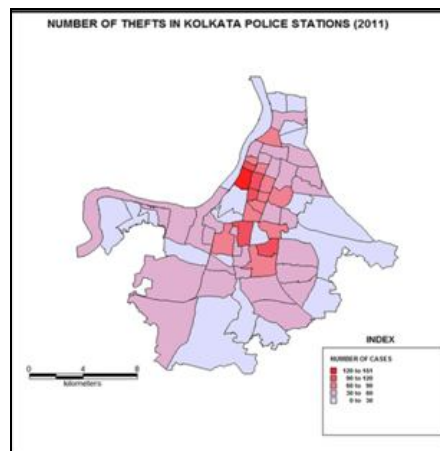 NUMBER OF THEFTS IN KOLKATA POLICE STATIONS (2011)
0 4 8
kilometers
INDEX
NUMBER OF CASES
120 to 151
90 to 120
60 to 90
30 to 60
0 to 30